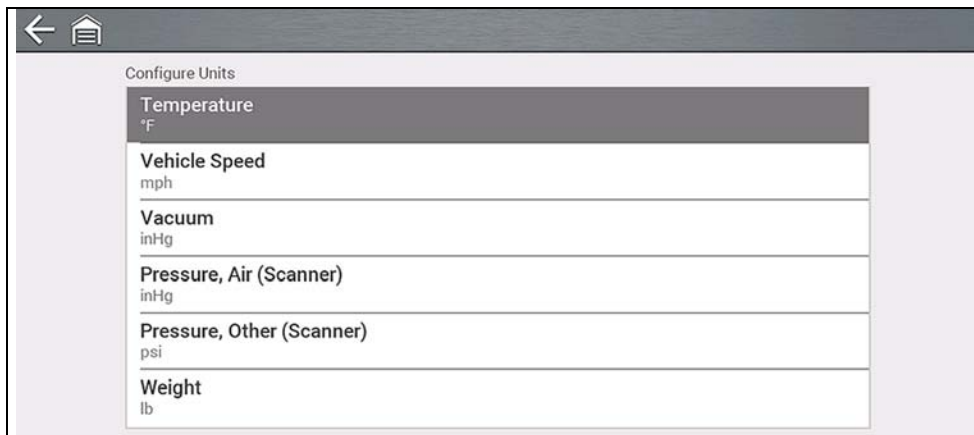 Configure Units
Temperature
°F
Vehicle Speed
mph
Vacuum
inHg
Pressure, Air (Scanner)
inHg
Pressure, Other (Scanner)
psi
Weight
lb